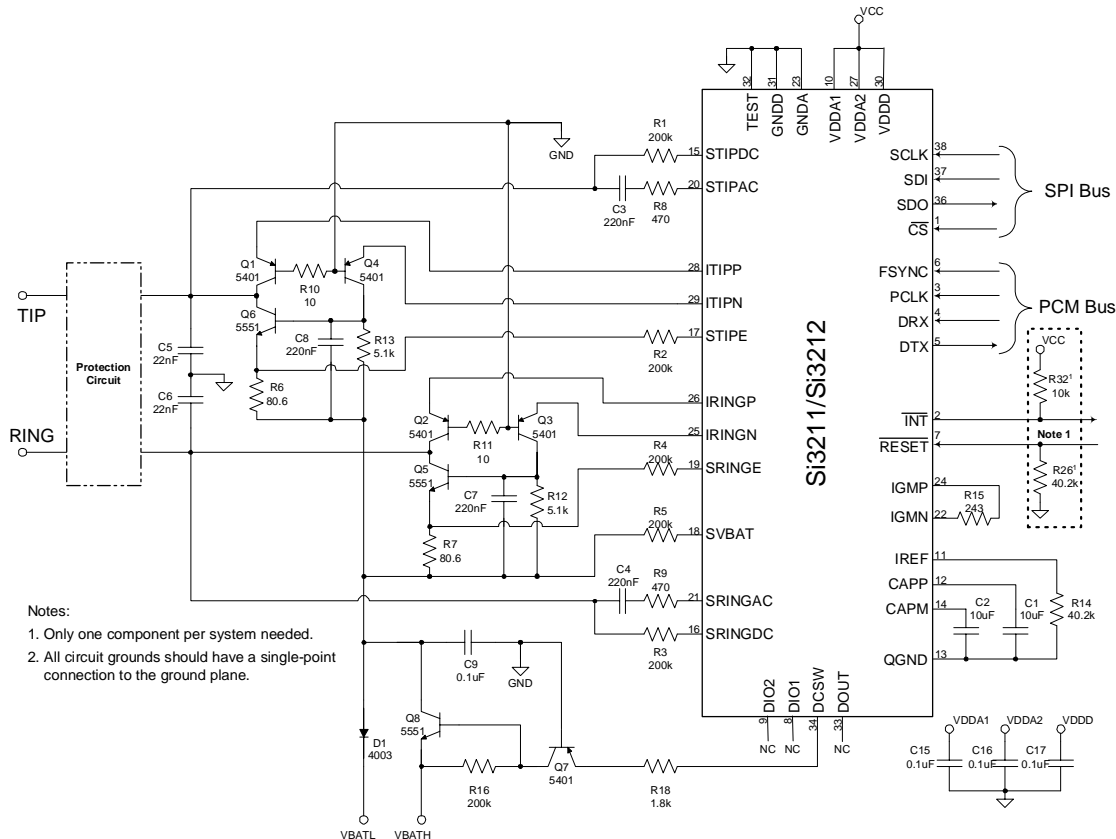 VCC
32
31
23
10
27
30
TEST
GNDD
GNDA
VDDA1
VDDA2
VDDD
R1
200k
15
STIPDC
GND
38
SCLK
37
SDI
SPI Bus
36
SDO
1
CS
20
STIPAC
C3
220nF
R8
470
Q1
5401
Q4
5401
R10
10
28
ITIPP
6
FSYNC
3
PCLK
PCM Bus
4
DRX
5
DTX
TIP
29
ITIPN
Q6
5551
C8
220nF
R13
5.1k
17
STIPE
R2
200k
C5
22nF
Protection
Circuit
C6
22nF
R6
80.6
VCC
R32¹
10k
Q2
5401
Q3
5401
R11
10
26
IRINGP
2
INT
RING
25
IRINGN
7
RESET
Note 1
R4
200k
19
SRINGE
R26¹
40.2k
Q5
5551
C7
220nF
R12
5.1k
24
IGMP
R15
243
22
IGMN
Si3211/Si3212
R5
200k
18
SVBAT
R7
80.6
11
IREF
12
CAPP
14
CAPM
C2
10uF
C1
10uF
R14
40.2k
13
QGND
C4
220nF
R9
470
21
SRINGAC
16
SRINGDC
R3
200k
Notes:
1. Only one component per system needed.
2. All circuit grounds should have a single-point
connection to the ground plane.
C9
0.1uF
GND
DIO2
DIO1
DCSW
DOUT
9
8
34
33
NC
NC
NC
Q8
5551
D1
4003
R16
200k
Q7
5401
R18
1.8k
VDDA1
VDDA2
VDDD
C15
0.1uF
C16
0.1uF
C17
0.1uF
VBATL
VBATH